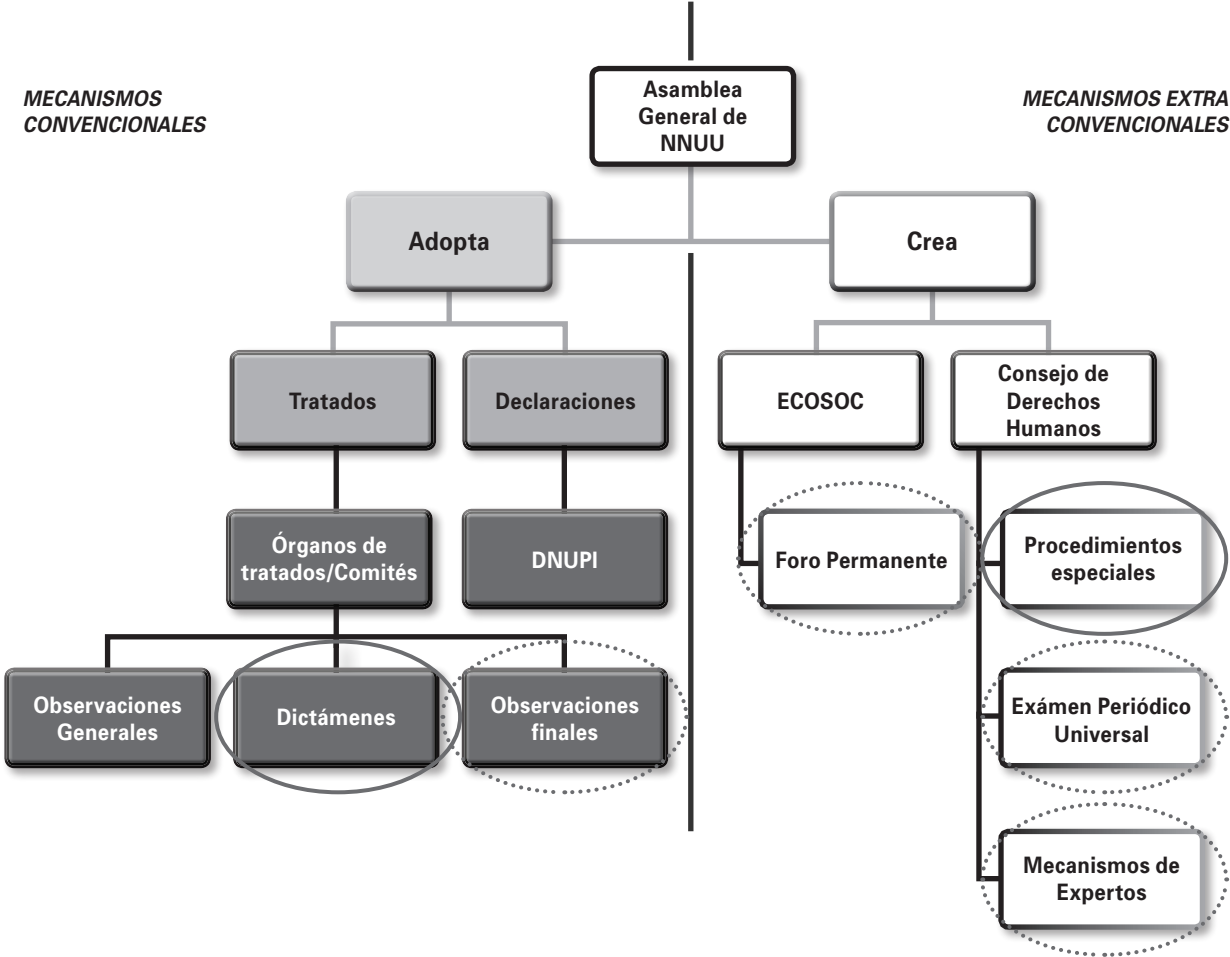 MECANISMOS
CONVENCIONALES
Asamblea
General de
NNUU
MECANISMOS EXTRA
CONVENCIONALES
Adopta
Crea
Tratados
Declaraciones
ECOSOC
Consejo de
Derechos
Humanos
Órganos de
tratados/Comités
DNUPI
Foro Permanente
Procedimientos
especiales
Observaciones
Generales
Dictámenes
Observaciones
finales
Exámen Periódico
Universal
Mecanismos de
Expertos